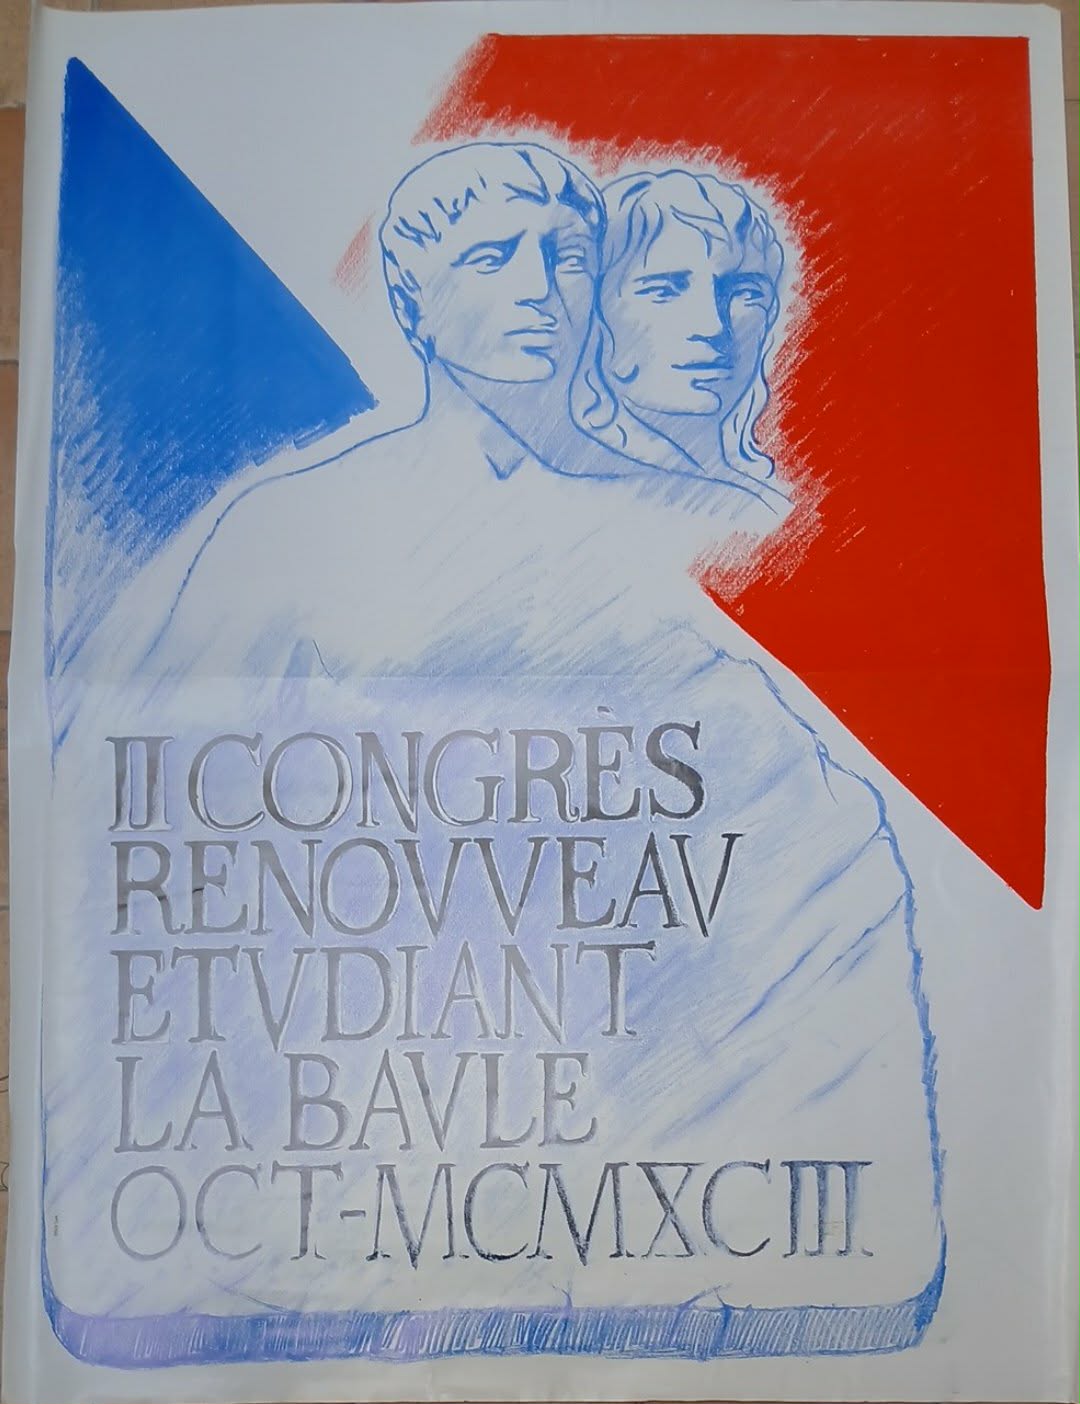 II CONGRÈS
RENOVVEAV
ETVDIANT
LA BAVLE
OCT-MCMXCIII